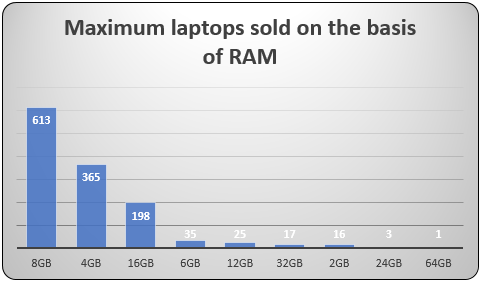 Maximum laptops sold on the basis
of RAM
613
365
198
35
25
17
16
3
1
8GB
4GB
16GB
6GB
12GB
32GB
2GB
24GB
64GB